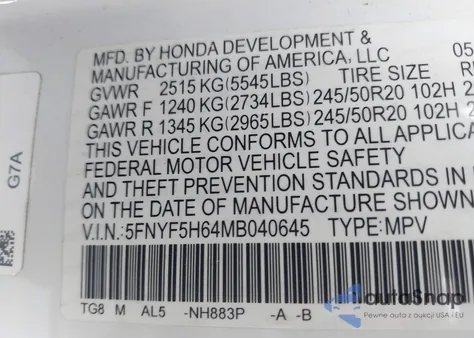 MFD. BY HONDA DEVELOPMENT & 05
MANUFACTURING OF AMERICA, LLC
GVWR 2515 KG(5545LBS) TIRE SIZE
GAWR F 1240 KG(2734LBS) 245/50R20 102H
GAWR R 1345 KG(2965LBS) 245/50R20 102H
THIS VEHICLE CONFORMS TO ALL APPLICA
FEDERAL MOTOR VEHICLE SAFETY
AND THEFT PREVENTION STANDARDS IN
ON THE DATE OF MANUFACTURE SHOWN
V.I.N.:5FNYF5H64MB040645 TYPE:MPV
TG8 M AL5 -NH883P -A -B
G7A
autoSnap
Pewne auta z aukcji USA i EU